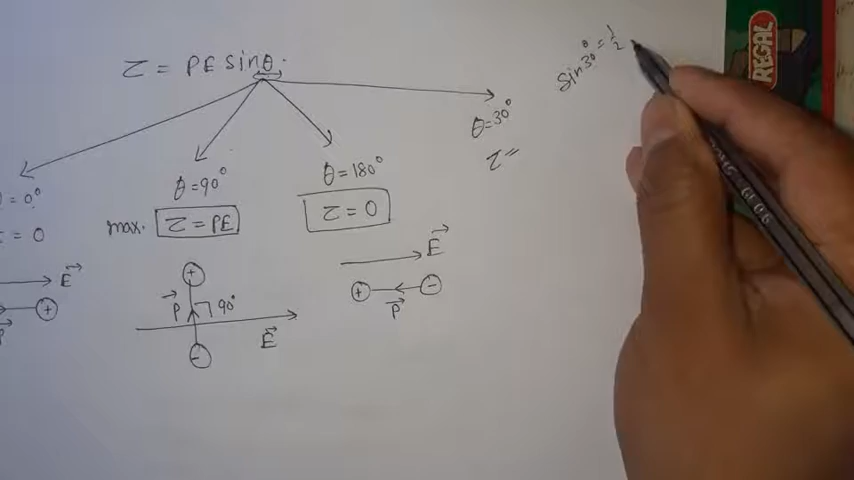 τ = PE sinθ.
sin30° = 1/2
θ=30°
τ =
= 0°
θ=90°
θ=180°
= 0
max. τ = PE
τ = 0
E⃗
+
P⃗
+
P⃗ 90°
-
E⃗
E⃗
+ -
P⃗
REGAL